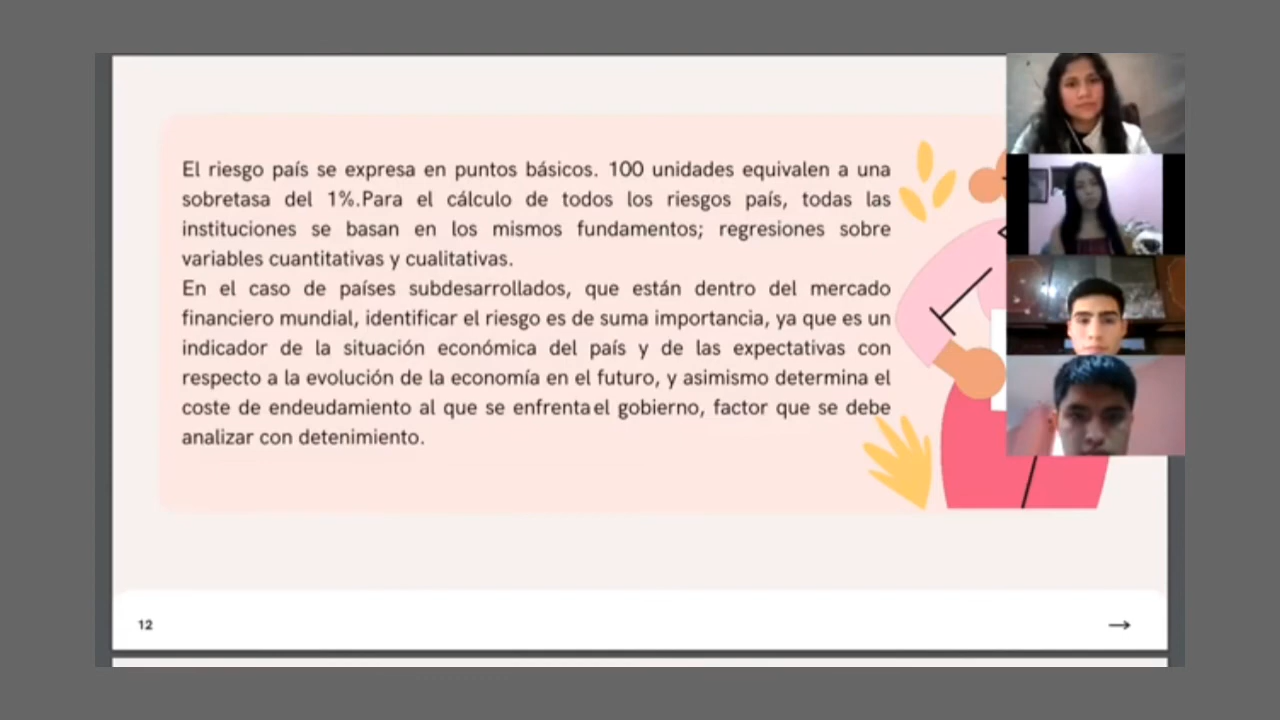 El riesgo país se expresa en puntos básicos. 100 unidades equivalen a una
sobretasa del 1%.Para el cálculo de todos los riesgos país, todas las
instituciones se basan en los mismos fundamentos; regresiones sobre
variables cuantitativas y cualitativas.
En el caso de países subdesarrollados, que están dentro del mercado
financiero mundial, identificar el riesgo es de suma importancia, ya que es un
indicador de la situación económica del país y de las expectativas con
respecto a la evolución de la economía en el futuro, y asimismo determina el
coste de endeudamiento al que se enfrenta el gobierno, factor que se debe
analizar con detenimiento.
12